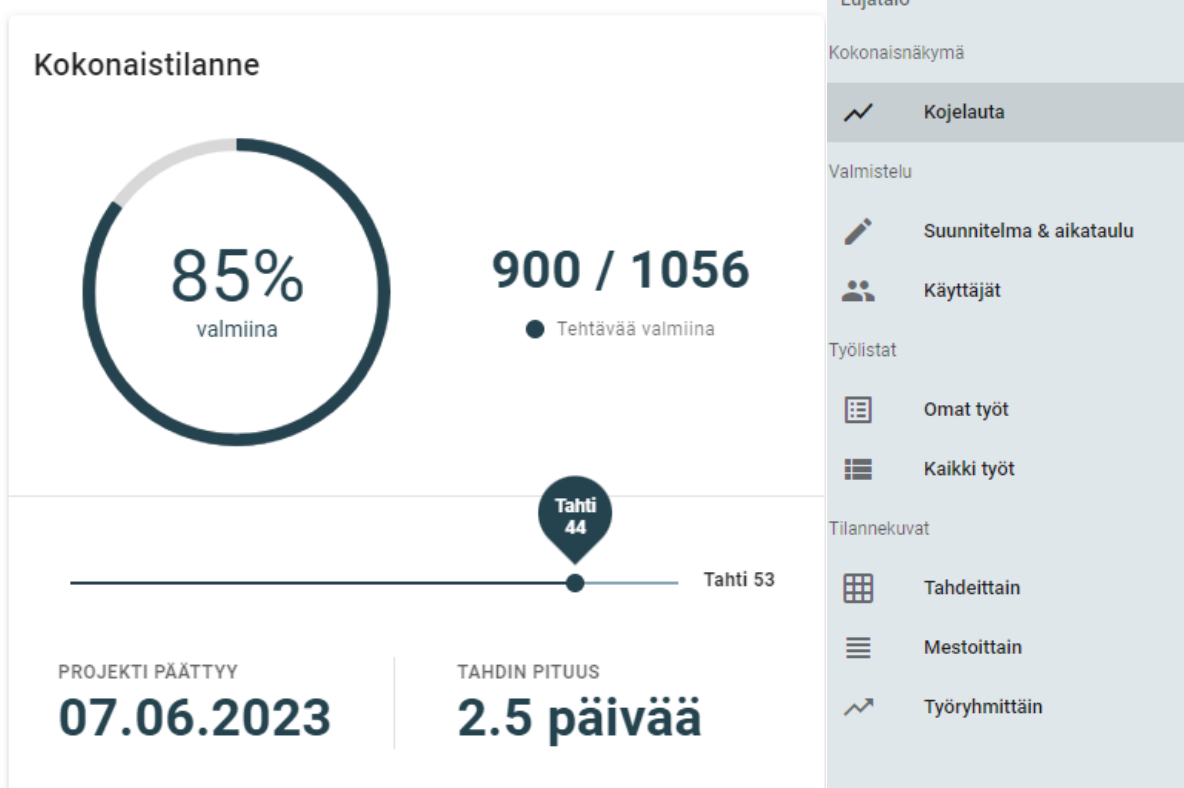 Kokonaistilanne
85%
valmiina
900 / 1056
Tehtävää valmiina
Tahti
44
Tahti 53
PROJEKTI PÄÄTTYY
07.06.2023
TAHDIN PITUUS
2.5 päivää
Lujatalo
Kokonaisnäkymä
Kojelauta
Valmistelu
Suunnitelma & aikataulu
Käyttäjät
Työlistat
Omat työt
Kaikki työt
Tilannekuvat
Tahdeittain
Mestoittain
Työryhmittäin